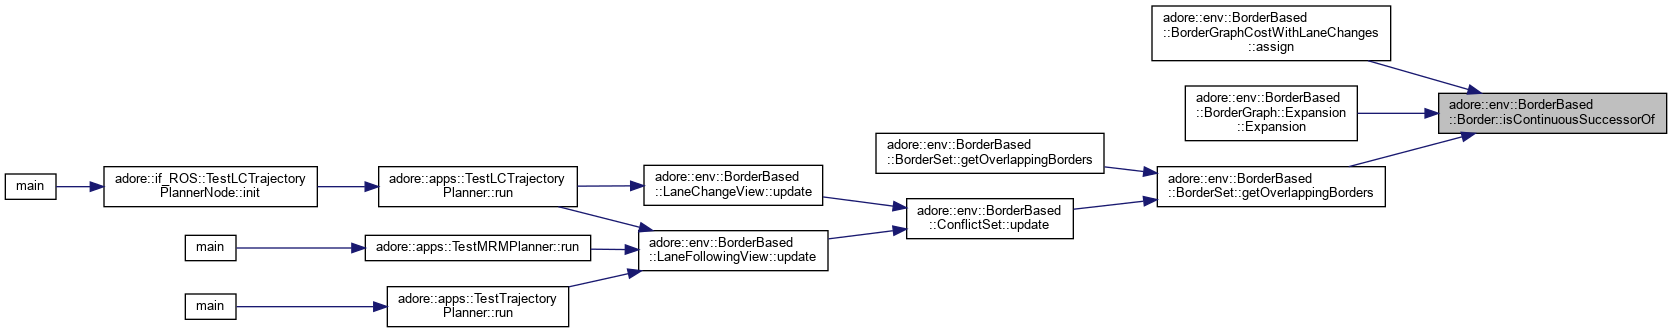 adore::env::BorderBased
::BorderGraphCostWithLaneChanges
::assign
adore::env::BorderBased
::BorderGraph::Expansion
::Expansion
adore::env::BorderBased
::Border::isContinuousSuccessorOf
adore::env::BorderBased
::BorderSet::getOverlappingBorders
main
adore::if_ROS::TestLCTrajectory
PlannerNode::init
adore::apps::TestLCTrajectory
Planner::run
adore::env::BorderBased
::LaneChangeView::update
adore::env::BorderBased
::BorderSet::getOverlappingBorders
adore::env::BorderBased
::ConflictSet::update
main
adore::apps::TestMRMPlanner::run
adore::env::BorderBased
::LaneFollowingView::update
main
adore::apps::TestTrajectory
Planner::run